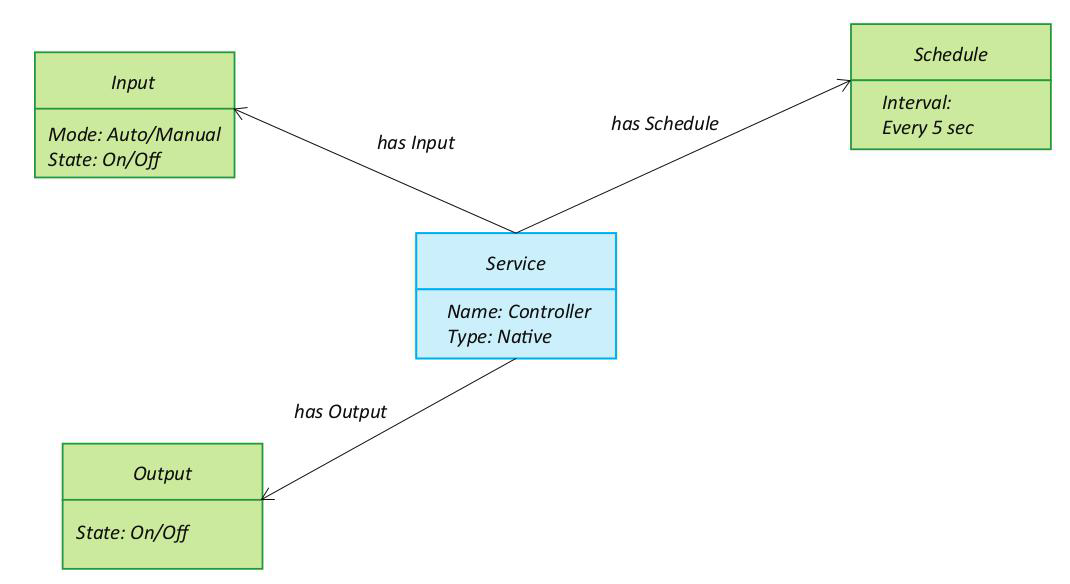 Input
Mode: Auto/Manual
State: On/Off
has Input
has Schedule
Schedule
Interval:
Every 5 sec
Service
Name: Controller
Type: Native
has Output
Output
State: On/Off